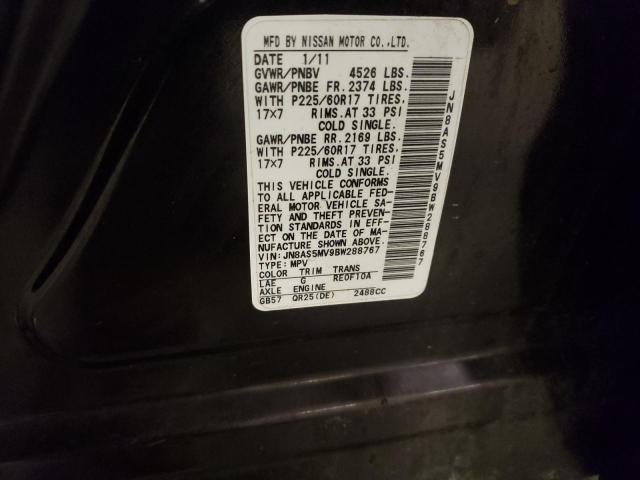 MFD BY NISSAN MOTOR CO.,LTD.
DATE 1/11
GVWR/PNBV 4526 LBS.
GAWR/PNBE FR. 2374 LBS.
WITH P225/60R17 TIRES,
17×7 RIMS. AT 33 PSI
COLD SINGLE.
GAWR/PNBE RR. 2169 LBS.
WITH P225/60R17 TIRES,
17×7 RIMS. AT 33 PSI
COLD SINGLE.
THIS VEHICLE CONFORMS
TO ALL APPLICABLE FED-
ERAL MOTOR VEHICLE SA-
FETY AND THEFT PREVEN-
TION STANDARDS IN EFF-
ECT ON THE DATE OF MA-
NUFACTURE SHOWN ABOVE.
VIN: JN8AS5MV9BW288767
TYPE: MPV
COLOR TRIM TRANS
LAE G RE0F10A
AXLE ENGINE
GB57 QR25(DE) 2488CC
JN8AS5MV9BW288767